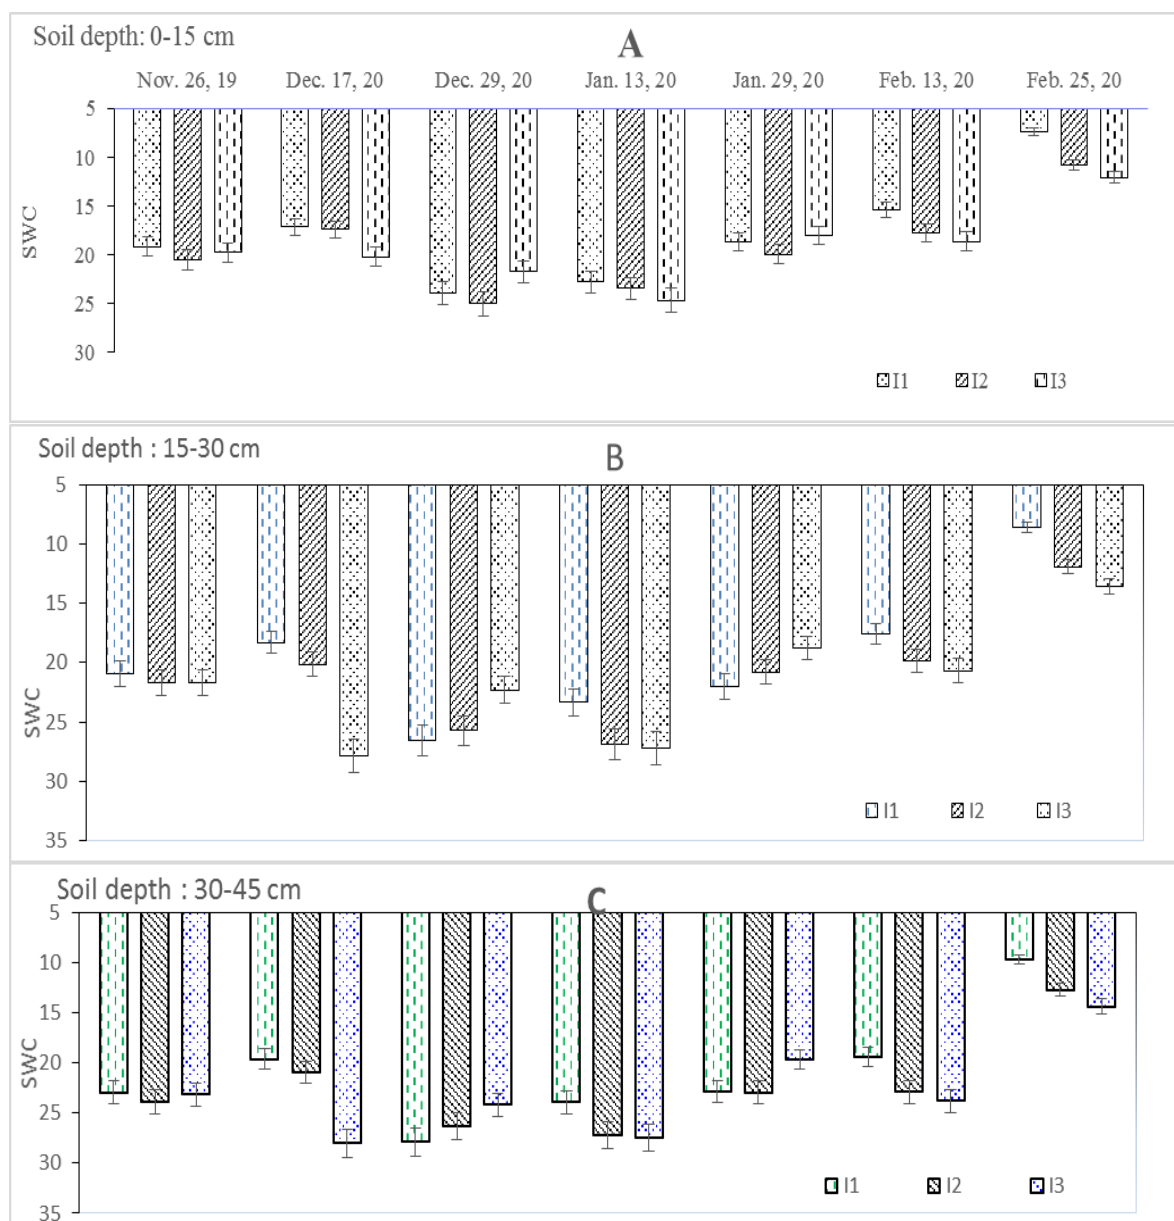 Soil depth: 0-15 cm
A
Nov. 26, 19 Dec. 17, 20 Dec. 29, 20 Jan. 13, 20 Jan. 29, 20 Feb. 13, 20 Feb. 25, 20
5
10
15
20
25
30
SWC
I1 I2 I3
Soil depth : 15-30 cm
B
5
10
15
20
25
30
35
SWC
I1 I2 I3
Soil depth : 30-45 cm
C
5
10
15
20
25
30
35
SWC
I1 I2 I3